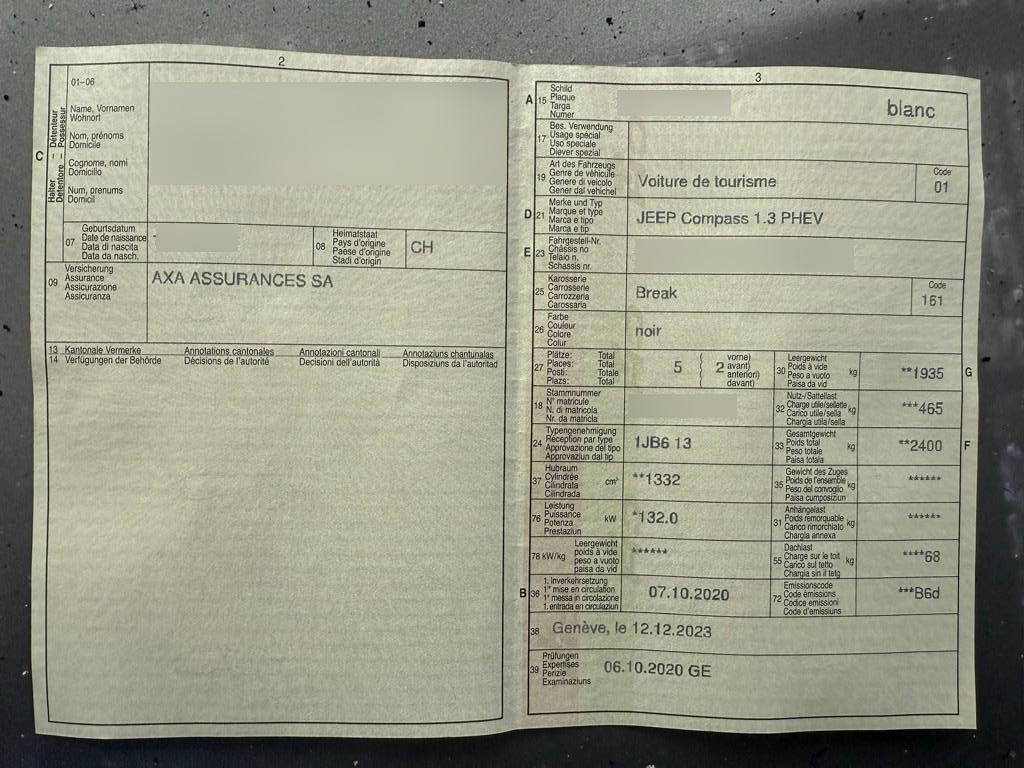 2
01–06
Halter – Détenteur
Detentore – Possessur
C
Name, Vornamen
Wohnort
Nom, prénoms
Domicile
Cognome, nomi
Domicilio
Num, prenums
Domicil
07
Geburtsdatum
Date de naissance
Data di nascita
Data da nasch.
08
Heimatstaat
Pays d'origine
Paese d'origine
Stadi d'origin
CH
09
Versicherung
Assurance
Assicurazione
Assicuranza
AXA ASSURANCES SA
13 Kantonale Vermerke Annotations cantonales Annotazioni cantonali Annotaziuns chantunalas
14 Verfügungen der Behörde Décisions de l'autorité Decisioni dell'autorità Disposiziuns da l'autoritad
3
A 15
Schild
Plaque
Targa
Numer
blanc
17
Bes. Verwendung
Usage spécial
Uso speciale
Diever spezial
19
Art des Fahrzeugs
Genre de véhicule
Genere di veicolo
Gener dal vehichel
Voiture de tourisme
Code
01
D 21
Marke und Typ
Marque et type
Marca e tipo
Marca e tip
JEEP Compass 1.3 PHEV
E 23
Fahrgestell-Nr.
Châssis no
Telaio n.
Schassis nr.
25
Karosserie
Carrosserie
Carrozzeria
Carossaria
Break
Code
161
26
Farbe
Couleur
Colore
Colur
noir
27
Plätze: Total
Places: Total
Posti: Totale
Plazs: Total
5
2
vorne)
avant)
anteriori)
davant)
30
Leergewicht
Poids à vide
Peso a vuoto
Paisa da vid
kg
**1935
G
18
Stammnummer
N° matricule
N. di matricola
Nr. da matricla
32
Nutz-/Sattellast
Charge utile/sellette
Carico utile/sella
Chargia utila/sella
kg
***465
24
Typengenehmigung
Réception par type
Approvazione del tipo
Approvaziun dal tip
1JB6 13
33
Gesamtgewicht
Poids total
Peso totale
Paisa totala
kg
**2400
F
37
Hubraum
Cylindrée
Cilindrata
Cilindrada
cm³
**1332
35
Gewicht des Zuges
Poids de l'ensemble
Peso del convoglio
Paisa cumposiziun
kg
******
76
Leistung
Puissance
Potenza
Prestaziun
kW
*132.0
31
Anhängelast
Poids remorquable
Carico rimorchiato
Chargia annexa
kg
******
78 kW/kg
Leergewicht
poids à vide
peso a vuoto
paisa da vid
******
55
Dachlast
Charge sur le toit
Carico sul tetto
Chargia sin il tetg
kg
****68
B 36
1. Inverkehrsetzung
1re mise en circulation
1a messa in circolazione
1. entrada en circulaziun
07.10.2020
72
Emissionscode
Code émissions
Codice emissioni
Code d'emissiuns
***B6d
38
Genève, le 12.12.2023
39
Prüfungen
Expertises
Perizie
Examinaziuns
06.10.2020 GE